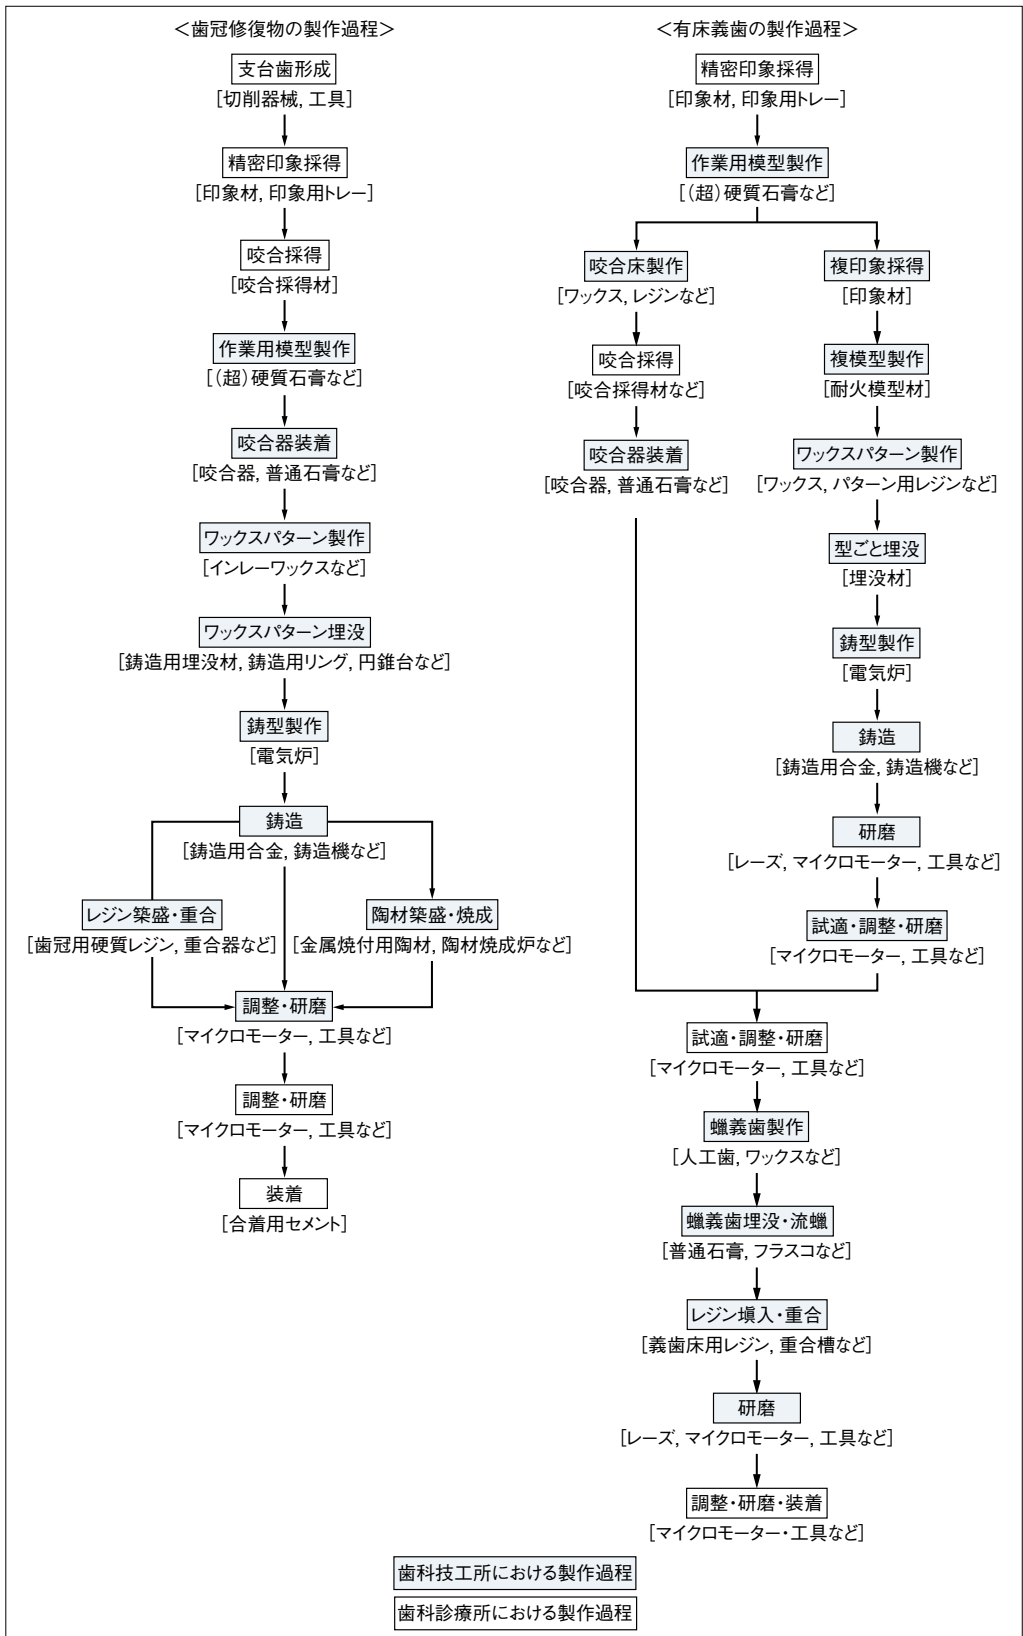 ＜歯冠修復物の製作過程＞
支台歯形成
[切削器械, 工具]
精密印象採得
[印象材, 印象用トレー]
咬合採得
[咬合採得材]
作業用模型製作
[（超）硬質石膏など]
咬合器装着
[咬合器, 普通石膏など]
ワックスパターン製作
[インレーワックスなど]
ワックスパターン埋没
[鋳造用埋没材, 鋳造用リング, 円錐台など]
鋳型製作
[電気炉]
鋳造
[鋳造用合金, 鋳造機など]
レジン築盛・重合
[歯冠用硬質レジン, 重合器など]
陶材築盛・焼成
[金属焼付用陶材, 陶材焼成炉など]
調整・研磨
[マイクロモーター, 工具など]
調整・研磨
[マイクロモーター, 工具など]
装着
[合着用セメント]
＜有床義歯の製作過程＞
精密印象採得
[印象材, 印象用トレー]
作業用模型製作
[（超）硬質石膏など]
咬合床製作
[ワックス, レジンなど]
咬合採得
[咬合採得材など]
咬合器装着
[咬合器, 普通石膏など]
複印象採得
[印象材]
複模型製作
[耐火模型材]
ワックスパターン製作
[ワックス, パターン用レジンなど]
型ごと埋没
[埋没材]
鋳型製作
[電気炉]
鋳造
[鋳造用合金, 鋳造機など]
研磨
[レーズ, マイクロモーター, 工具など]
試適・調整・研磨
[マイクロモーター, 工具など]
試適・調整・研磨
[マイクロモーター, 工具など]
蠟義歯製作
[人工歯, ワックスなど]
蠟義歯埋没・流蠟
[普通石膏, フラスコなど]
レジン塡入・重合
[義歯床用レジン, 重合槽など]
研磨
[レーズ, マイクロモーター, 工具など]
調整・研磨・装着
[マイクロモーター・工具など]
歯科技工所における製作過程
歯科診療所における製作過程